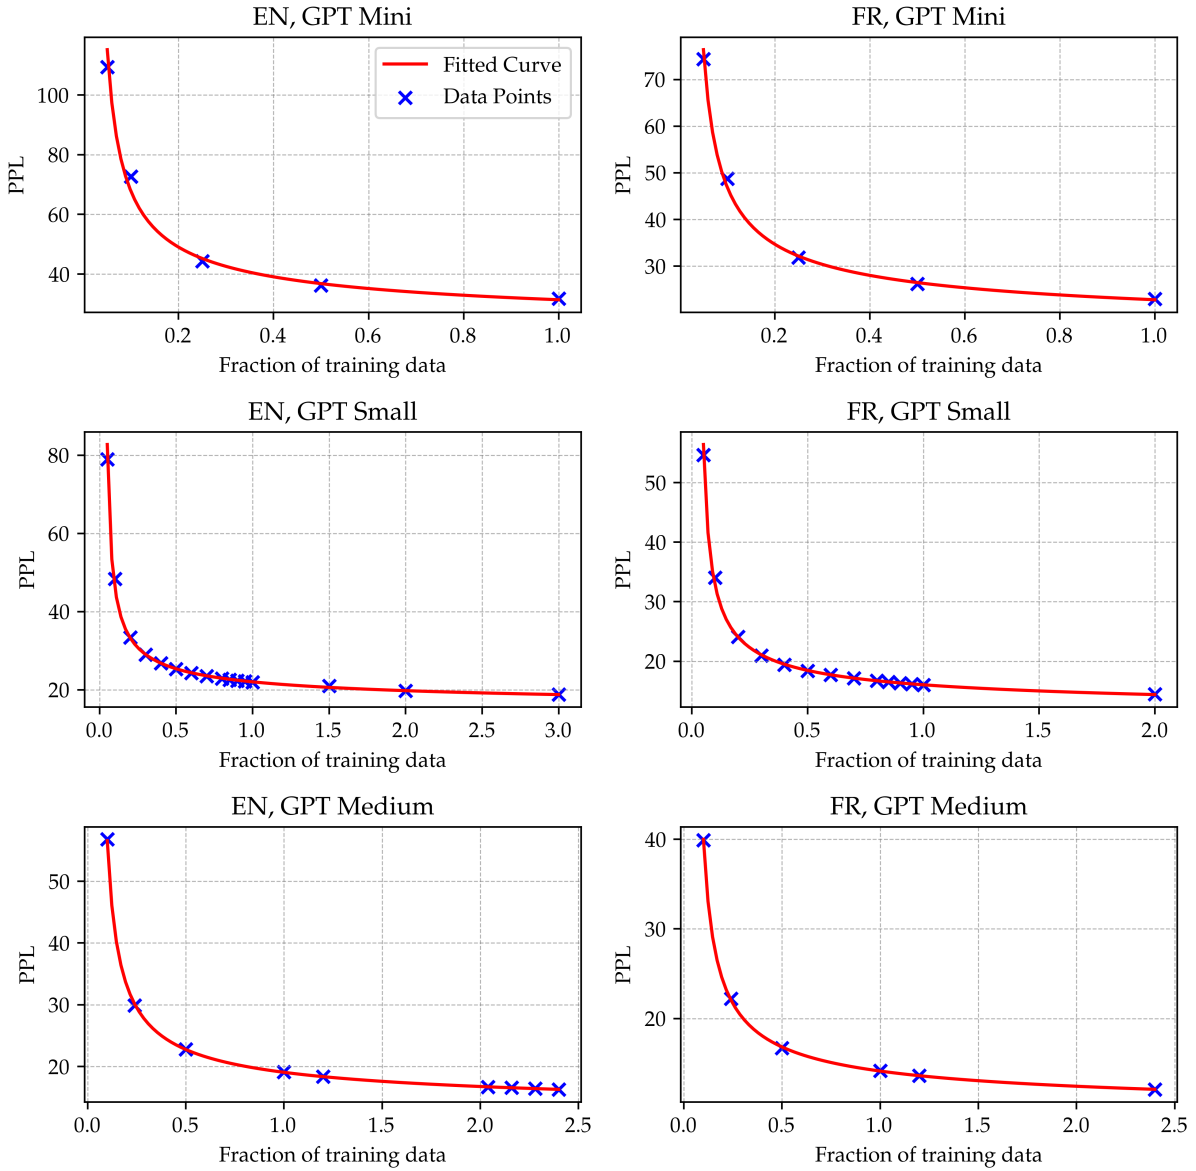 EN, GPT Mini
PPL
100
80
60
40
0.2 0.4 0.6 0.8 1.0
Fraction of training data
Fitted Curve
Data Points
FR, GPT Mini
PPL
70
60
50
40
30
0.2 0.4 0.6 0.8 1.0
Fraction of training data
EN, GPT Small
PPL
80
60
40
20
0.0 0.5 1.0 1.5 2.0 2.5 3.0
Fraction of training data
FR, GPT Small
PPL
50
40
30
20
0.0 0.5 1.0 1.5 2.0
Fraction of training data
EN, GPT Medium
PPL
50
40
30
20
0.0 0.5 1.0 1.5 2.0 2.5
Fraction of training data
FR, GPT Medium
PPL
40
30
20
0.0 0.5 1.0 1.5 2.0 2.5
Fraction of training data